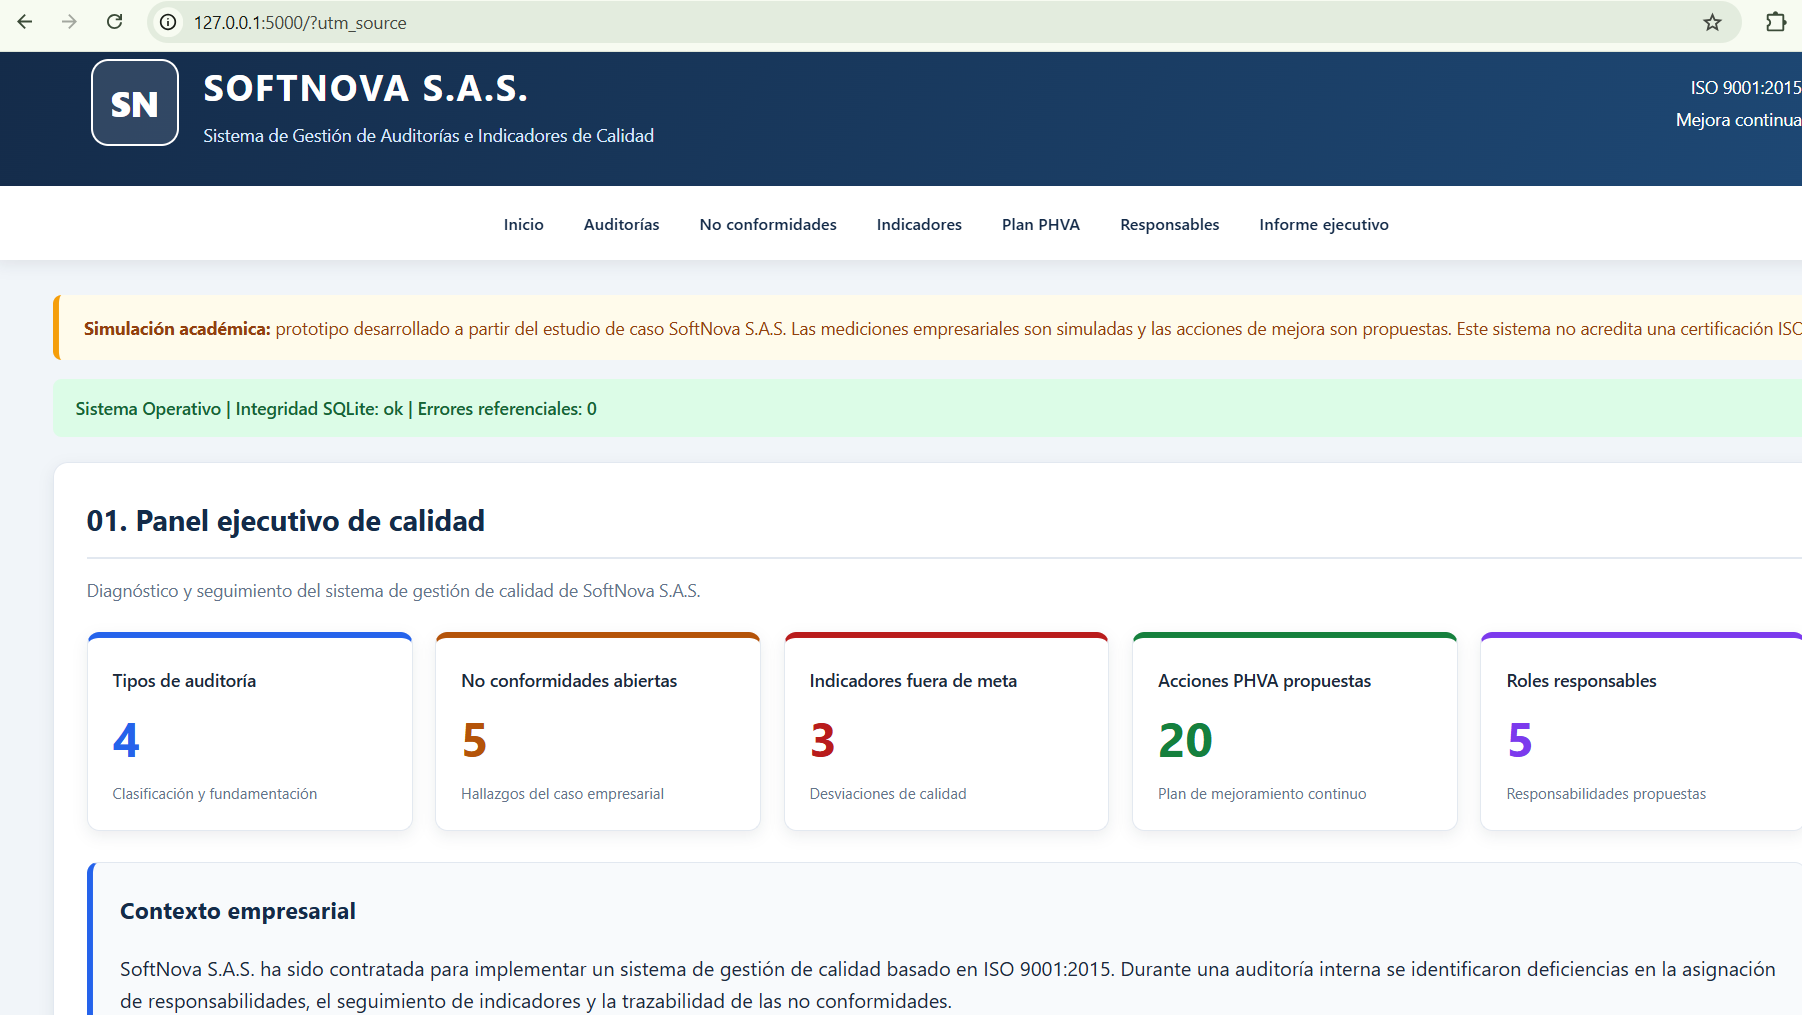 127.0.0.1:5000/?utm_source
SN
SOFTNOVA S.A.S.
Sistema de Gestión de Auditorías e Indicadores de Calidad
ISO 9001:2015
Mejora continua
Inicio Auditorías No conformidades Indicadores Plan PHVA Responsables Informe ejecutivo
Simulación académica: prototipo desarrollado a partir del estudio de caso SoftNova S.A.S. Las mediciones empresariales son simuladas y las acciones de mejora son propuestas. Este sistema no acredita una certificación ISO
Sistema Operativo | Integridad SQLite: ok | Errores referenciales: 0
01. Panel ejecutivo de calidad
Diagnóstico y seguimiento del sistema de gestión de calidad de SoftNova S.A.S.
Tipos de auditoría
4
Clasificación y fundamentación
No conformidades abiertas
5
Hallazgos del caso empresarial
Indicadores fuera de meta
3
Desviaciones de calidad
Acciones PHVA propuestas
20
Plan de mejoramiento continuo
Roles responsables
5
Responsabilidades propuestas
Contexto empresarial
SoftNova S.A.S. ha sido contratada para implementar un sistema de gestión de calidad basado en ISO 9001:2015. Durante una auditoría interna se identificaron deficiencias en la asignación
de responsabilidades, el seguimiento de indicadores y la trazabilidad de las no conformidades.